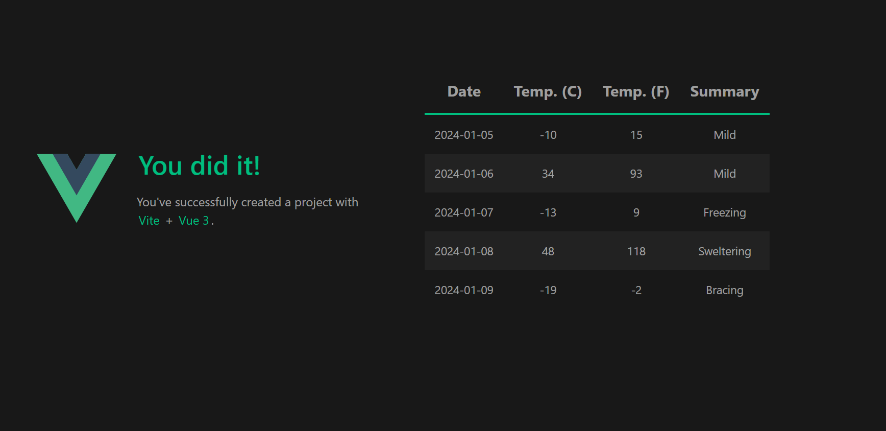 You did it!
You've successfully created a project with
Vite + Vue 3.
Date Temp. (C) Temp. (F) Summary
2024-01-05 -10 15 Mild
2024-01-06 34 93 Mild
2024-01-07 -13 9 Freezing
2024-01-08 48 118 Sweltering
2024-01-09 -19 -2 Bracing